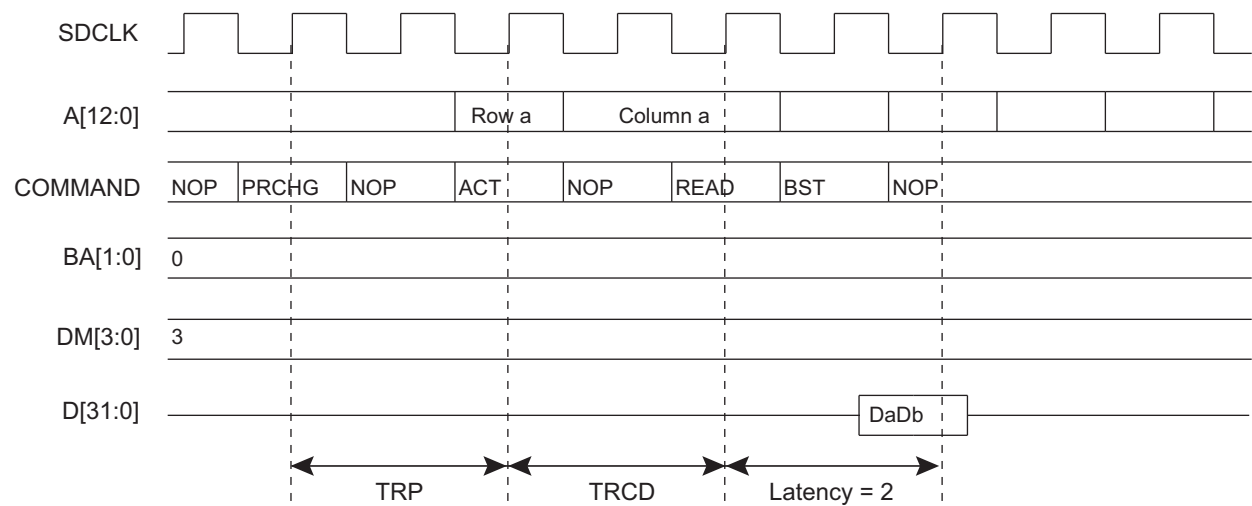 SDCLK
A[12:0] Row a Column a
COMMAND NOP PRCHG NOP ACT NOP READ BST NOP
BA[1:0] 0
DM[3:0] 3
D[31:0] DaDb
TRP TRCD Latency = 2